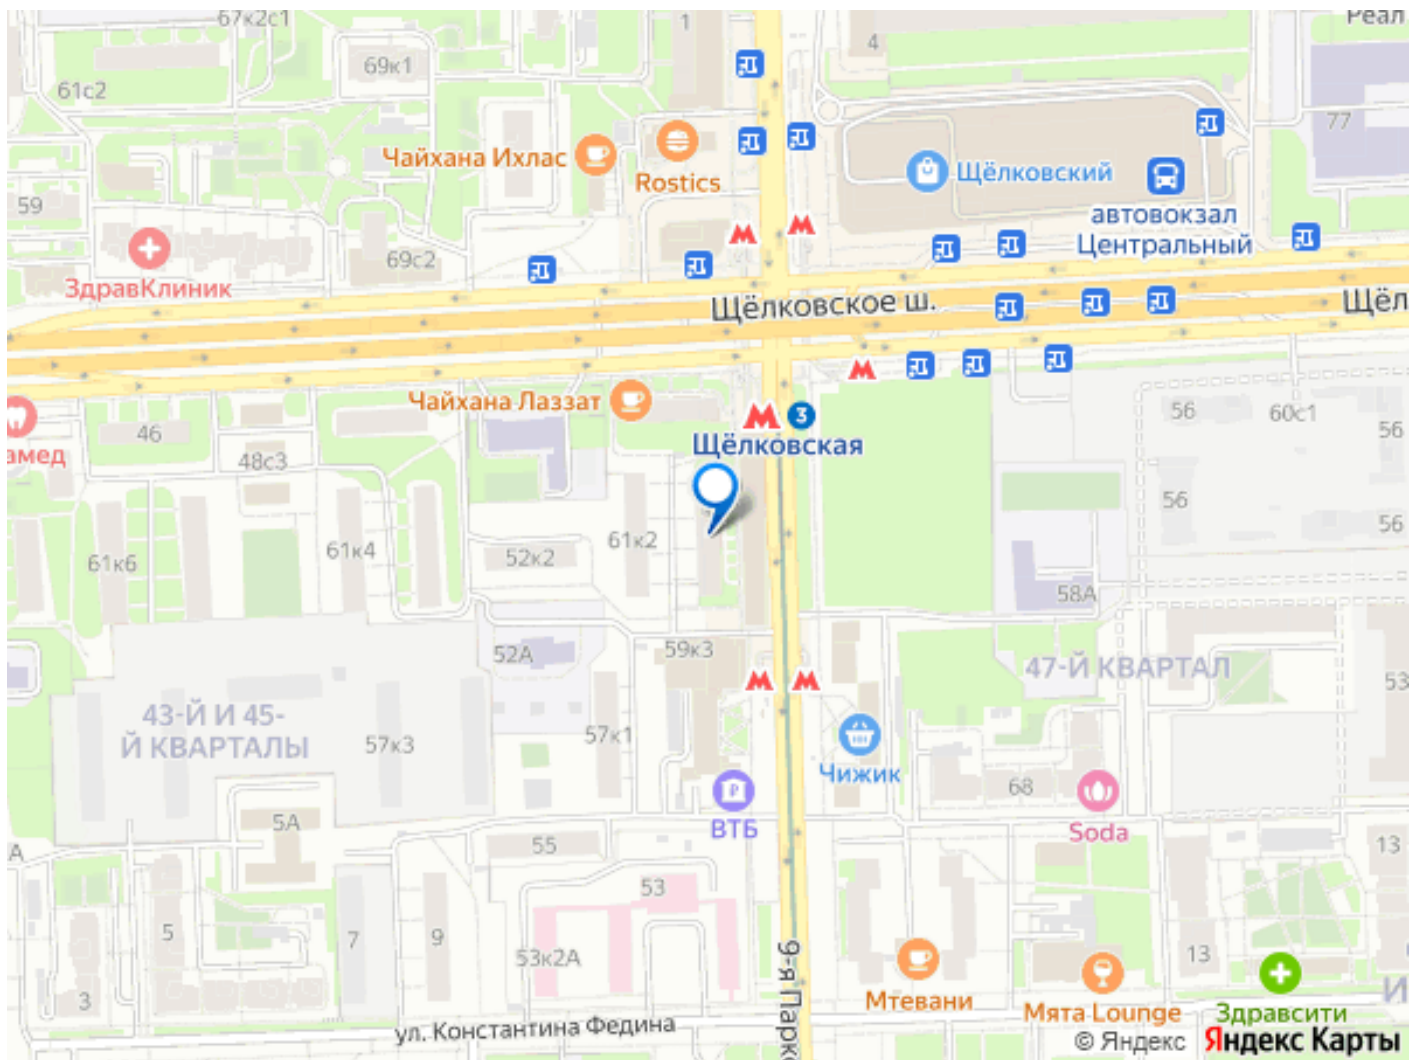 67к2с1
1
Реал
4
69к1
61с2
77
Чайхана Ихлас
Rostics
Щёлковский
59
автовокзал
Центральный
69с2
ЗдравКлиник
Щёлковское ш.
Щёл
Чайхана Лаззат
3
56
60с1
56
46
амед
Щёлковская
48с3
56
56
61к2
61к4
52к2
61к6
58А
59к3
52А
47-Й КВАРТАЛ
53
43-Й И 45-
Й КВАРТАЛЫ
57к3
57к1
Чижик
68
ВТБ
Soda
5А
55
А
13
53
5
7
9
53к2А
13
9-я Парк
3
Мтевани
Мята Lounge
Здравсити
И
ул. Константина Федина
© Яндекс
Яндекс Карты